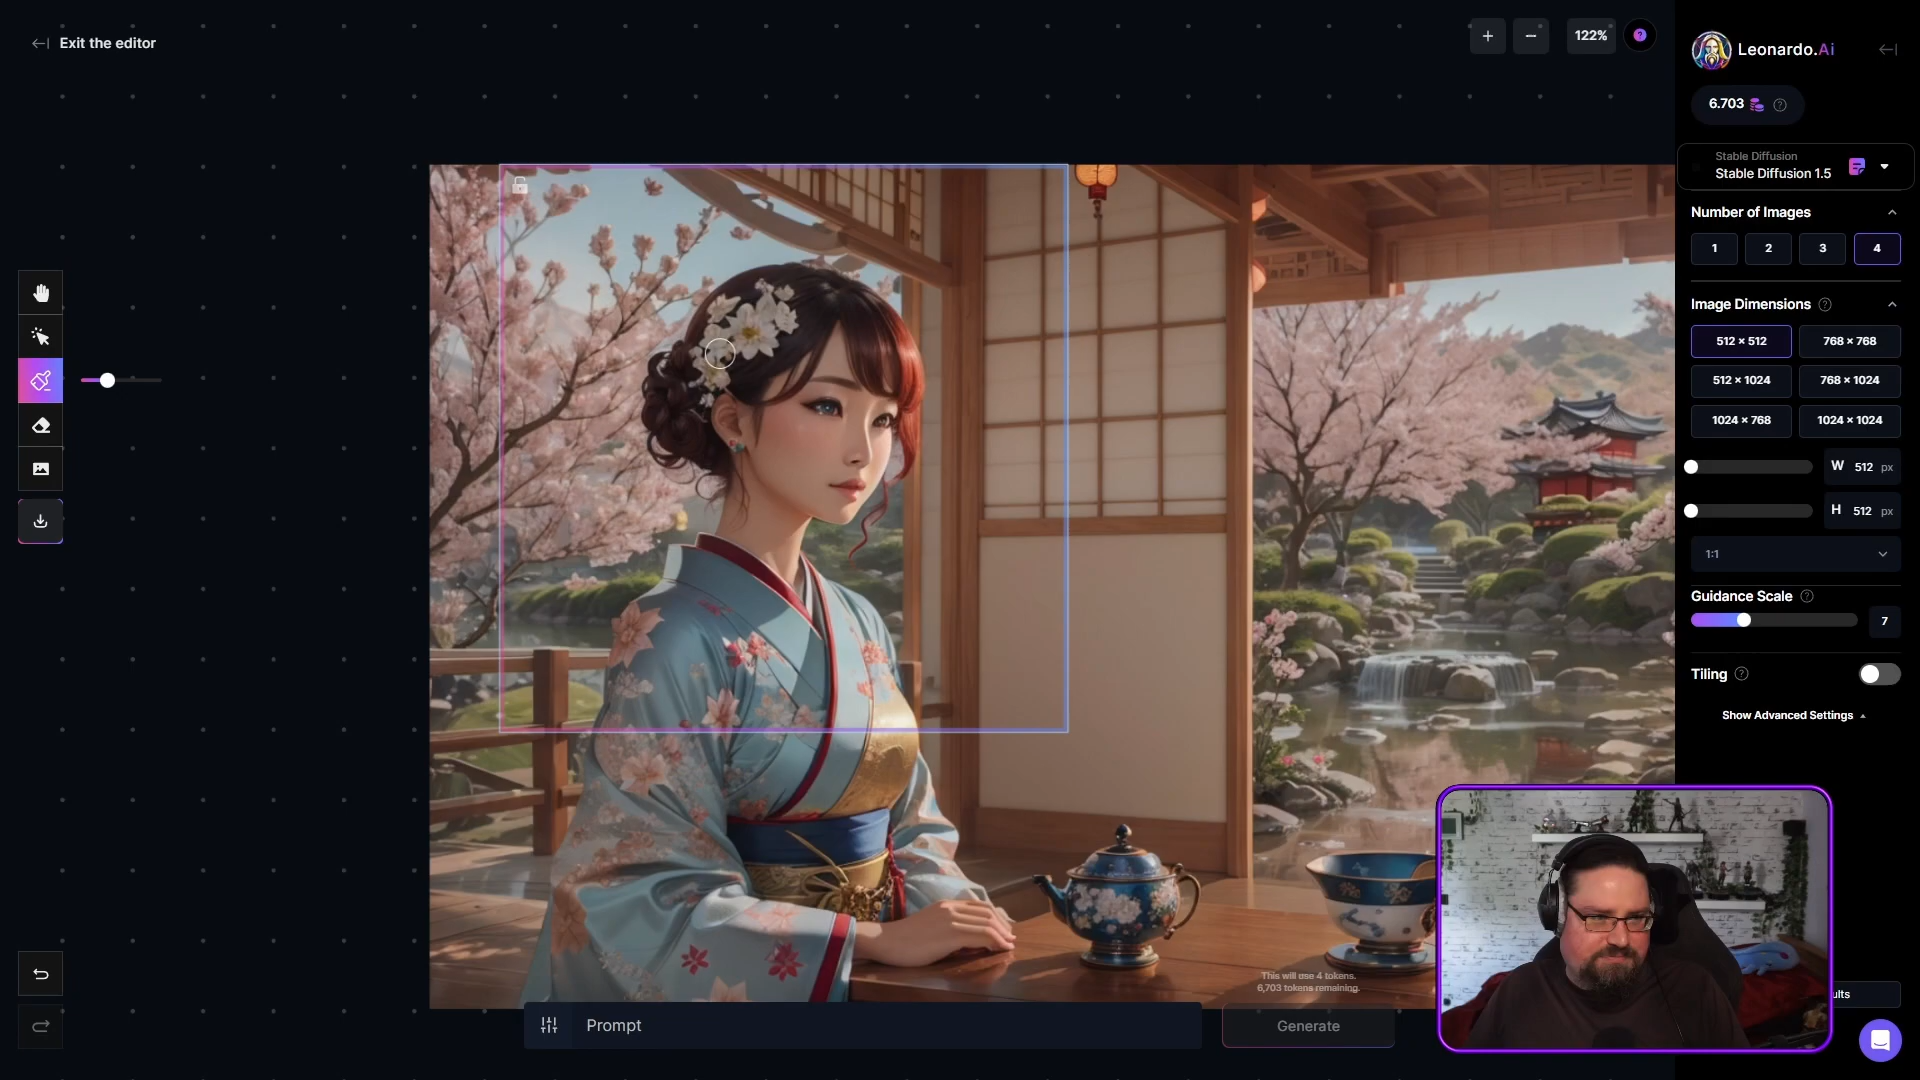 Exit the editor
122%
Leonardo.Ai
6.703
Stable Diffusion
Stable Diffusion 1.5
Number of Images
1 2 3 4
Image Dimensions
512 × 512 768 × 768
512 × 1024 768 × 1024
1024 × 768 1024 × 1024
W 512 px
H 512 px
1:1
Guidance Scale
7
Tiling
Show Advanced Settings
This will use 4 tokens.
6,703 tokens remaining.
Prompt
Generate
ults